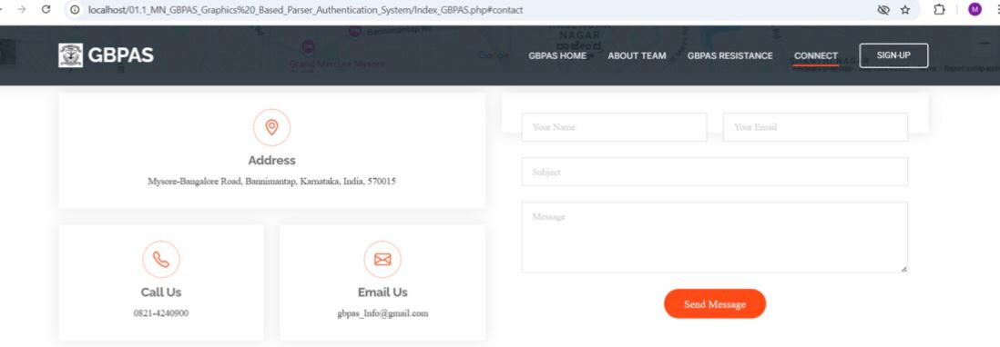 localhost/01.1_MN_GBPAS_Graphics%20_Based_Parser_Authentication_System/Index_GBPAS.php#contact
M
GBPAS
GBPAS HOME ABOUT TEAM GBPAS RESISTANCE CONNECT SIGN-UP
Bannimantap Rd
NAGAR
Grand Mercure Mysore
Google
Report a map
Your Name Your Email
Address
Mysore-Bangalore Road, Bannimantap, Karnataka, India, 570015
Subject
Message
Call Us
0821-4240900
Email Us
gbpas_Info@gmail.com
Send Message